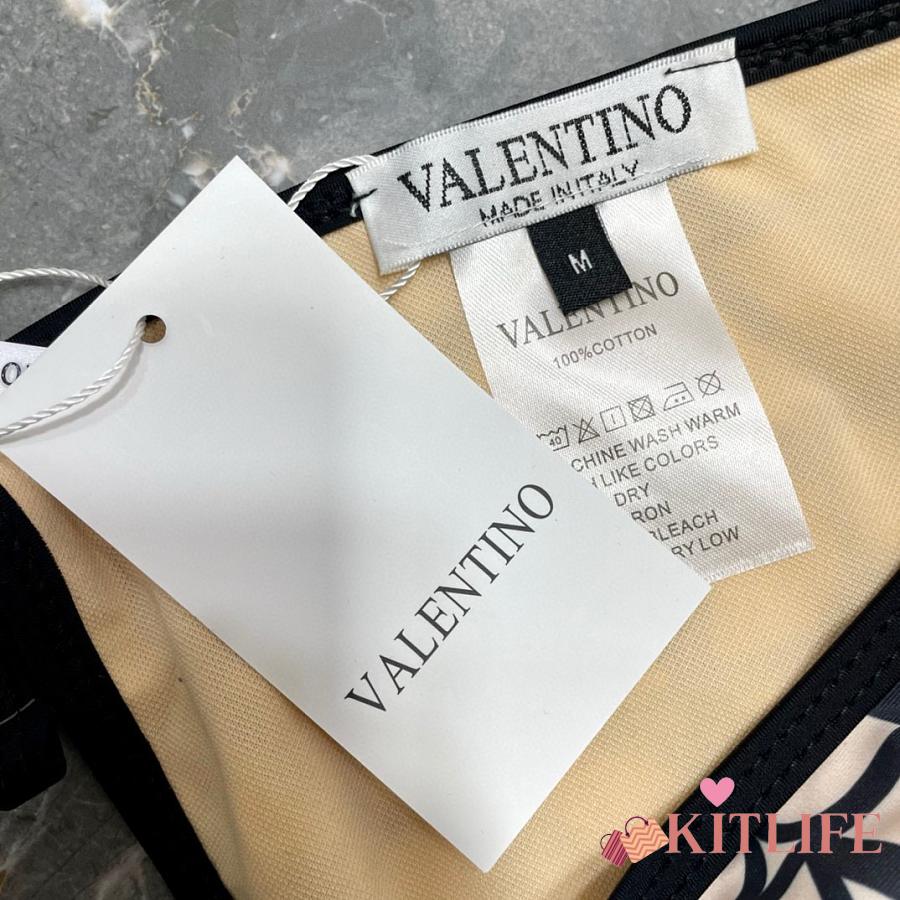 VALENTINO
MADE IN ITALY
M
VALENTINO
100%COTTON
40
CHINE WASH WARM
H LIKE COLORS
DRY
RON
BLEACH
RY LOW
VALENTINO
KITLIFE